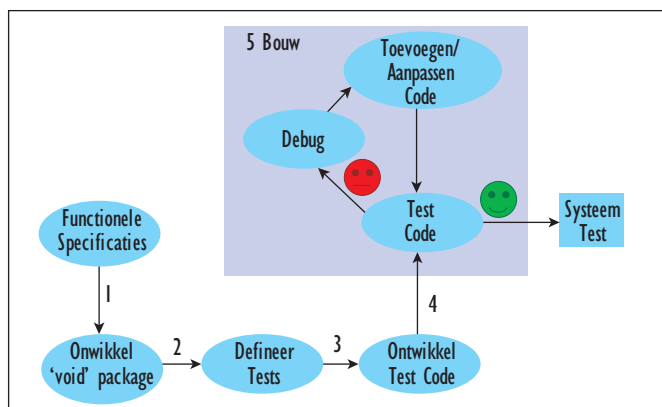 5 Bouw
Toevoegen/
Aanpassen
Code
Debug
Test
Code
Systeem
Test
Functionele
Specificaties
1
4
Onwikkel
‘void’ package
2
Defineer
Tests
3
Ontwikkel
Test Code